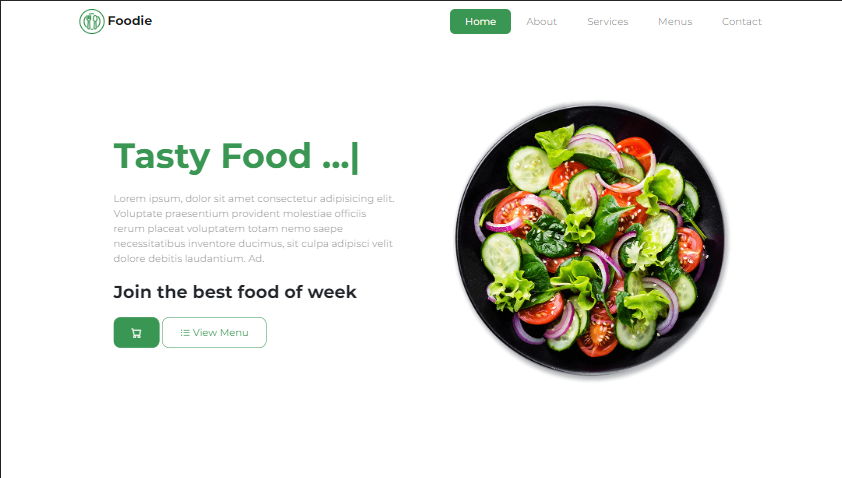 Foodie
Home About Services Menus Contact
Tasty Food ...|
Lorem ipsum, dolor sit amet consectetur adipisicing elit.
Voluptate praesentium provident molestiae officiis
rerum placeat voluptatem totam nemo saepe
necessitatibus inventore ducimus, sit culpa adipisci velit
dolore debitis laudantium. Ad.
Join the best food of week
View Menu